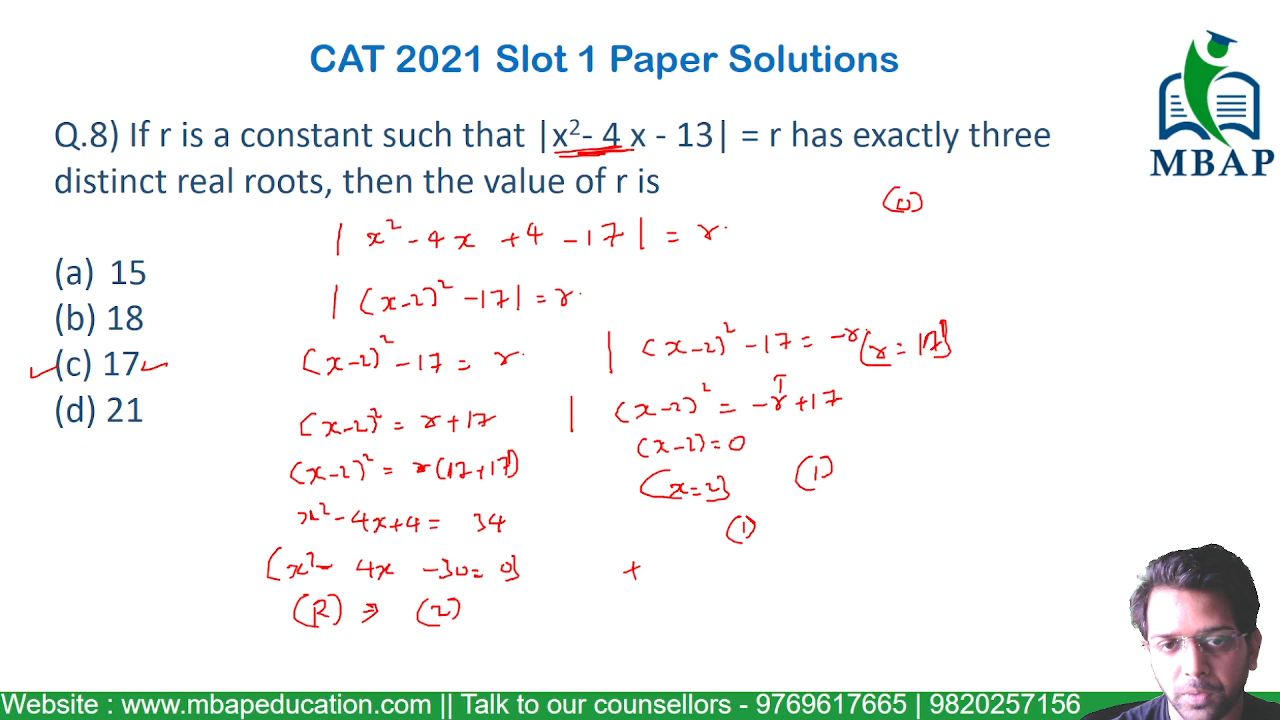 CAT 2021 Slot 1 Paper Solutions
MBAP
Q.8) If r is a constant such that |x²- 4 x - 13| = r has exactly three
distinct real roots, then the value of r is
(a) 15
(b) 18
(c) 17
(d) 21
(0)
| x² - 4x + 4 - 17 | = r
| (x-2)² - 17 | = r
(x-2)² - 17 = r | (x-2)² - 17 = -r (r = 17)
(x-2)² = r + 17 | (x-2)² = -r + 17
(x-2)² = r (17+17) (x-2) = 0
(x=2) (1)
x² - 4x + 4 = 34 (1)
(x² - 4x - 30 = 0) +
(R) ⇒ (2)
Website : www.mbapeducation.com || Talk to our counsellors - 9769617665 | 9820257156